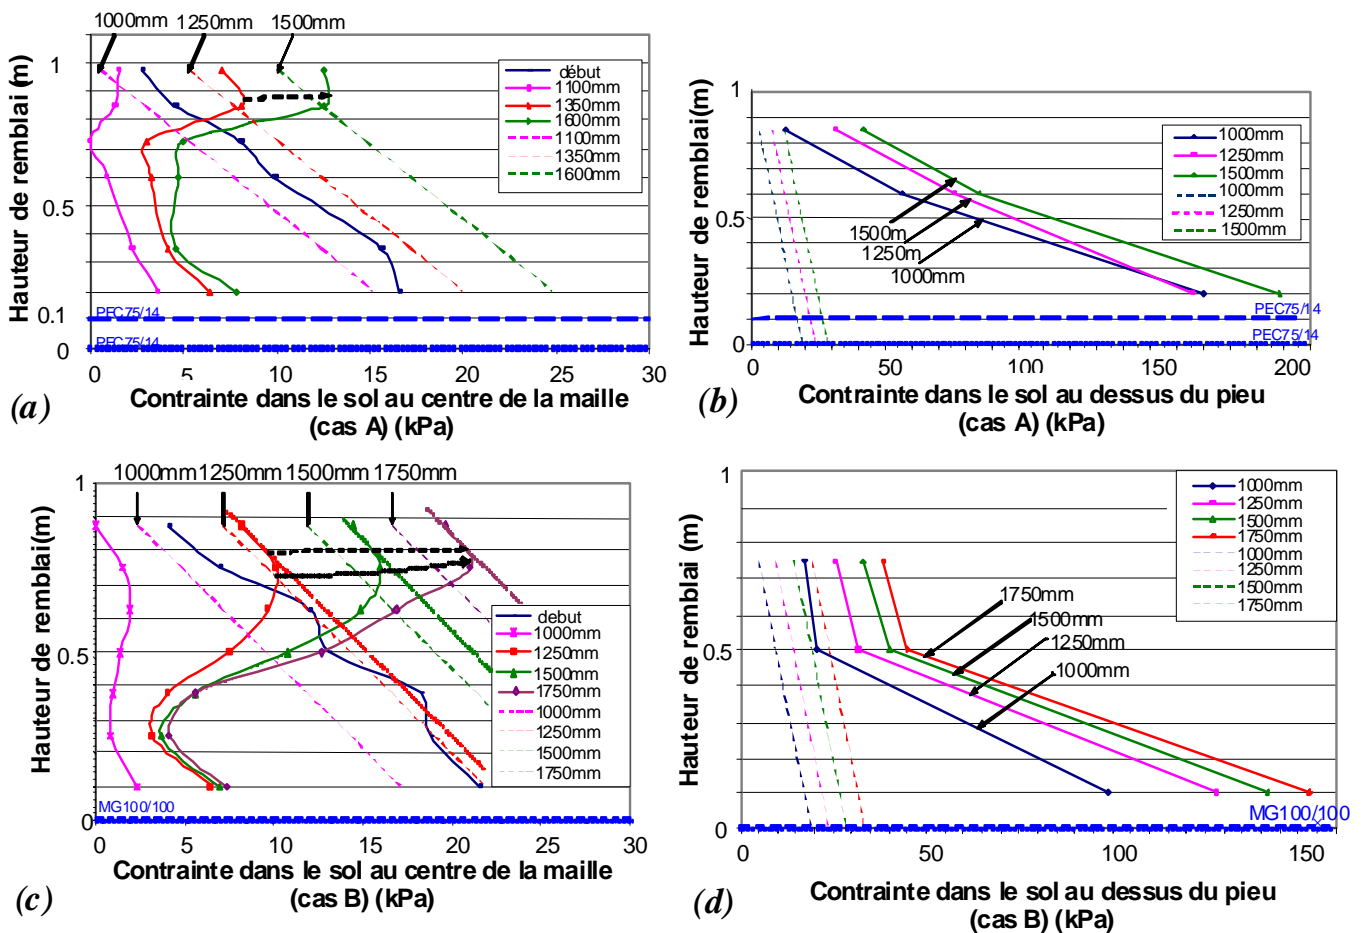 (a)
1000mm 1250mm 1500mm
Hauteur de remblai (m)
1
0.5
0.1
0
début
1100mm
1350mm
1600mm
1100mm
1350mm
1600mm
PEC75/14
PEC75/14
0 5 10 15 20 25 30
Contrainte dans le sol au centre de la maille
(cas A) (kPa)
(b)
Hauteur de remblai(m)
1
0.5
0
1000mm
1250mm
1500mm
1000mm
1250mm
1500mm
1500m
1250m
1000mm
PEC75/14
PEC75/14
0 50 100 150 200
Contrainte dans le sol au dessus du pieu
(cas A) (kPa)
(c)
1000mm 1250mm 1500mm 1750mm
Hauteur de remblai(m)
1
0.5
0
debut
1000mm
1250mm
1500mm
1750mm
1000mm
1250mm
1500mm
1750mm
MG100/100
0 5 10 15 20 25 30
Contrainte dans le sol au centre de la maille
(cas B) (kPa)
(d)
Hauteur de remblai (m)
1
0.5
0
1000mm
1250mm
1500mm
1750mm
1000mm
1250mm
1500mm
1750mm
1750mm
1500mm
1250mm
1000mm
MG100/100
0 50 100 150
Contrainte dans le sol au dessus du pieu
(cas B) (kPa)